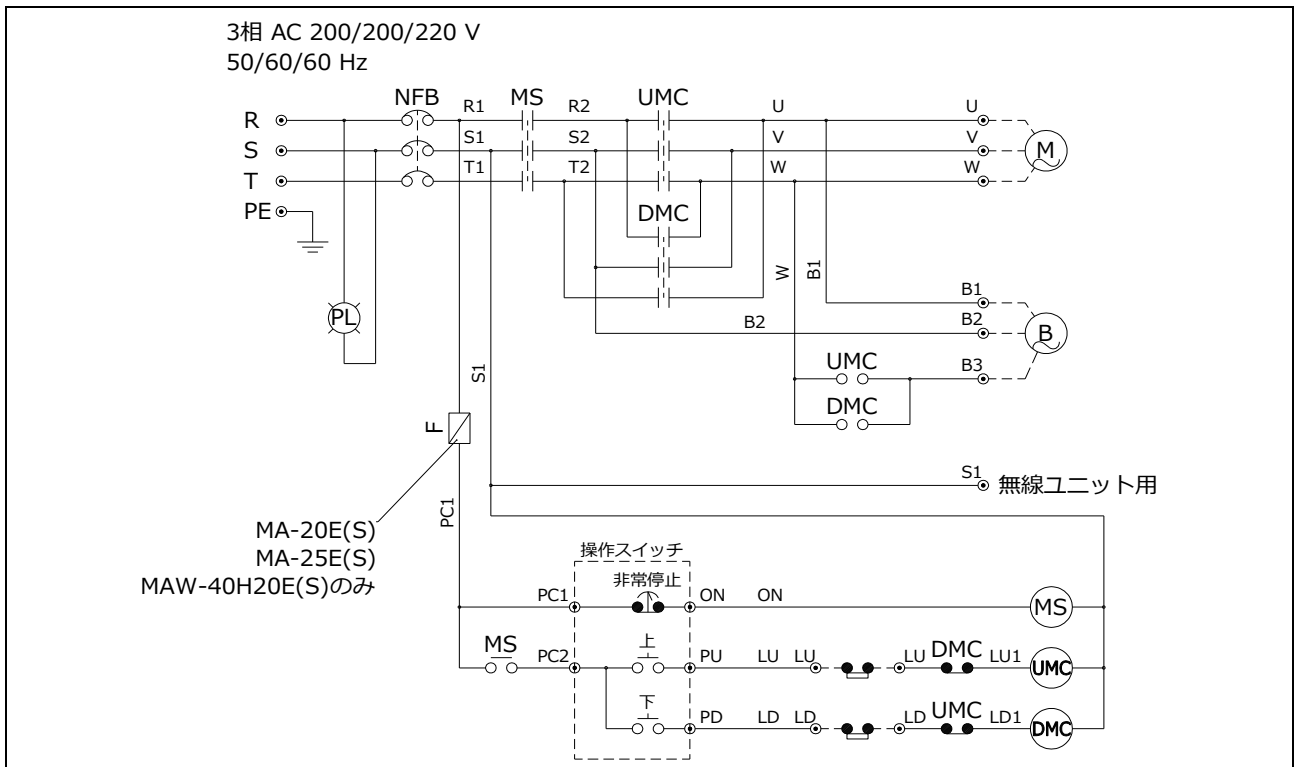 3相 AC 200/200/220 V
50/60/60 Hz
NFB R1 MS R2 UMC U U
R
S1 S2 V V
S M
T1 T2 W W
T
PE DMC
W B1
B1
PL B2 B2
B
S1 UMC B3
DMC
F
S1 無線ユニット用
PC1
MA-20E(S)
MA-25E(S)
MAW-40H20E(S)のみ
操作スイッチ
非常停止
PC1 ON ON MS
MS PC2 上 PU LU LU LU DMC LU1 UMC
下 PD LD LD LD UMC LD1 DMC